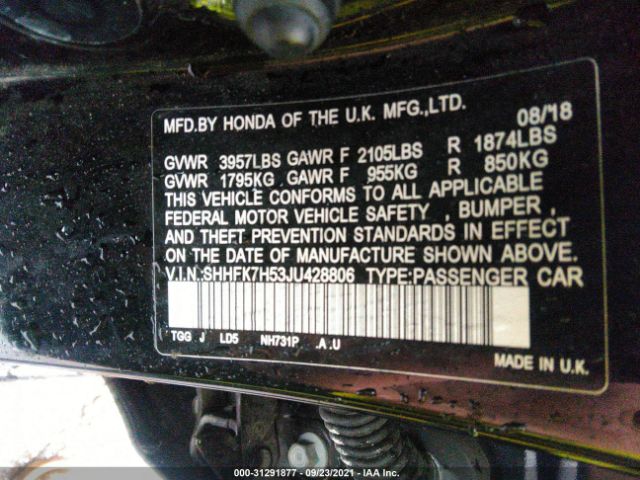 MFD.BY HONDA OF THE U.K. MFG.,LTD. 08/18
GVWR 3957LBS GAWR F 2105LBS R 1874LBS
GVWR 1795KG GAWR F 955KG R 850KG
THIS VEHICLE CONFORMS TO ALL APPLICABLE
FEDERAL MOTOR VEHICLE SAFETY , BUMPER ,
AND THEFT PREVENTION STANDARDS IN EFFECT
ON THE DATE OF MANUFACTURE SHOWN ABOVE.
V.I.N.:SHHFK7H53JU428806 TYPE:PASSENGER CAR
TGG J LD5 NH731P .A .U
MADE IN U.K.
000-31291877 - 09/23/2021 - IAA Inc.